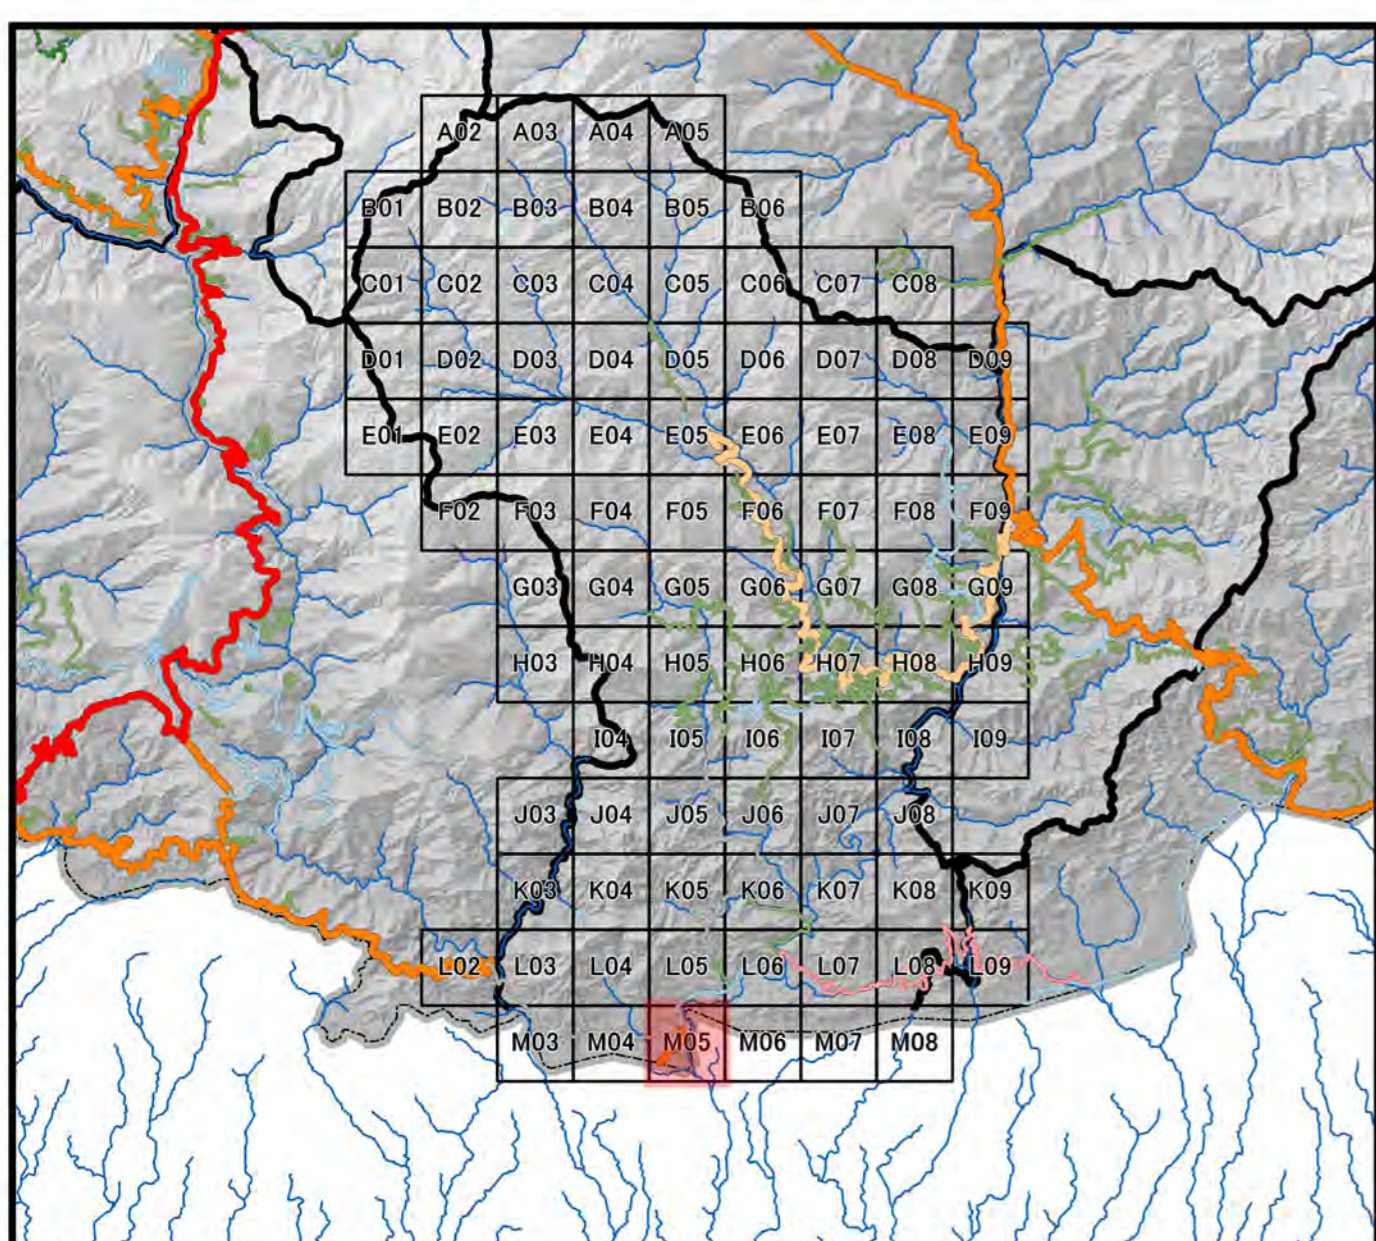 A02 A03 A04 A05
B01 B02 B03 B04 B05 B06
C01 C02 C03 C04 C05 C06 C07 C08
D01 D02 D03 D04 D05 D06 D07 D08 D09
E01 E02 E03 E04 E05 E06 E07 E08 E09
F02 F03 F04 F05 F06 F07 F08 F09
G03 G04 G05 G06 G07 G08 G09
H03 H04 H05 H06 H07 H08 H09
I04 I05 I06 I07 I08 I09
J03 J04 J05 J06 J07 J08
K03 K04 K05 K06 K07 K08 K09
L02 L03 L04 L05 L06 L07 L08 L09
M03 M04 M05 M06 M07 M08